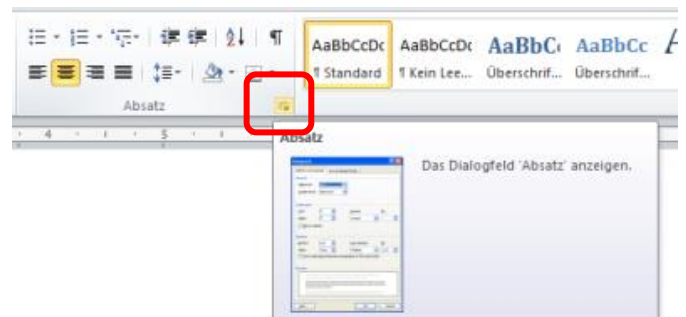 AaBbCcDc AaBbCcDc AaBbC AaBbCc A
¶ Standard ¶ Kein Lee... Überschrif... Überschrif...
Absatz
4 5
Absatz
Das Dialogfeld 'Absatz' anzeigen.